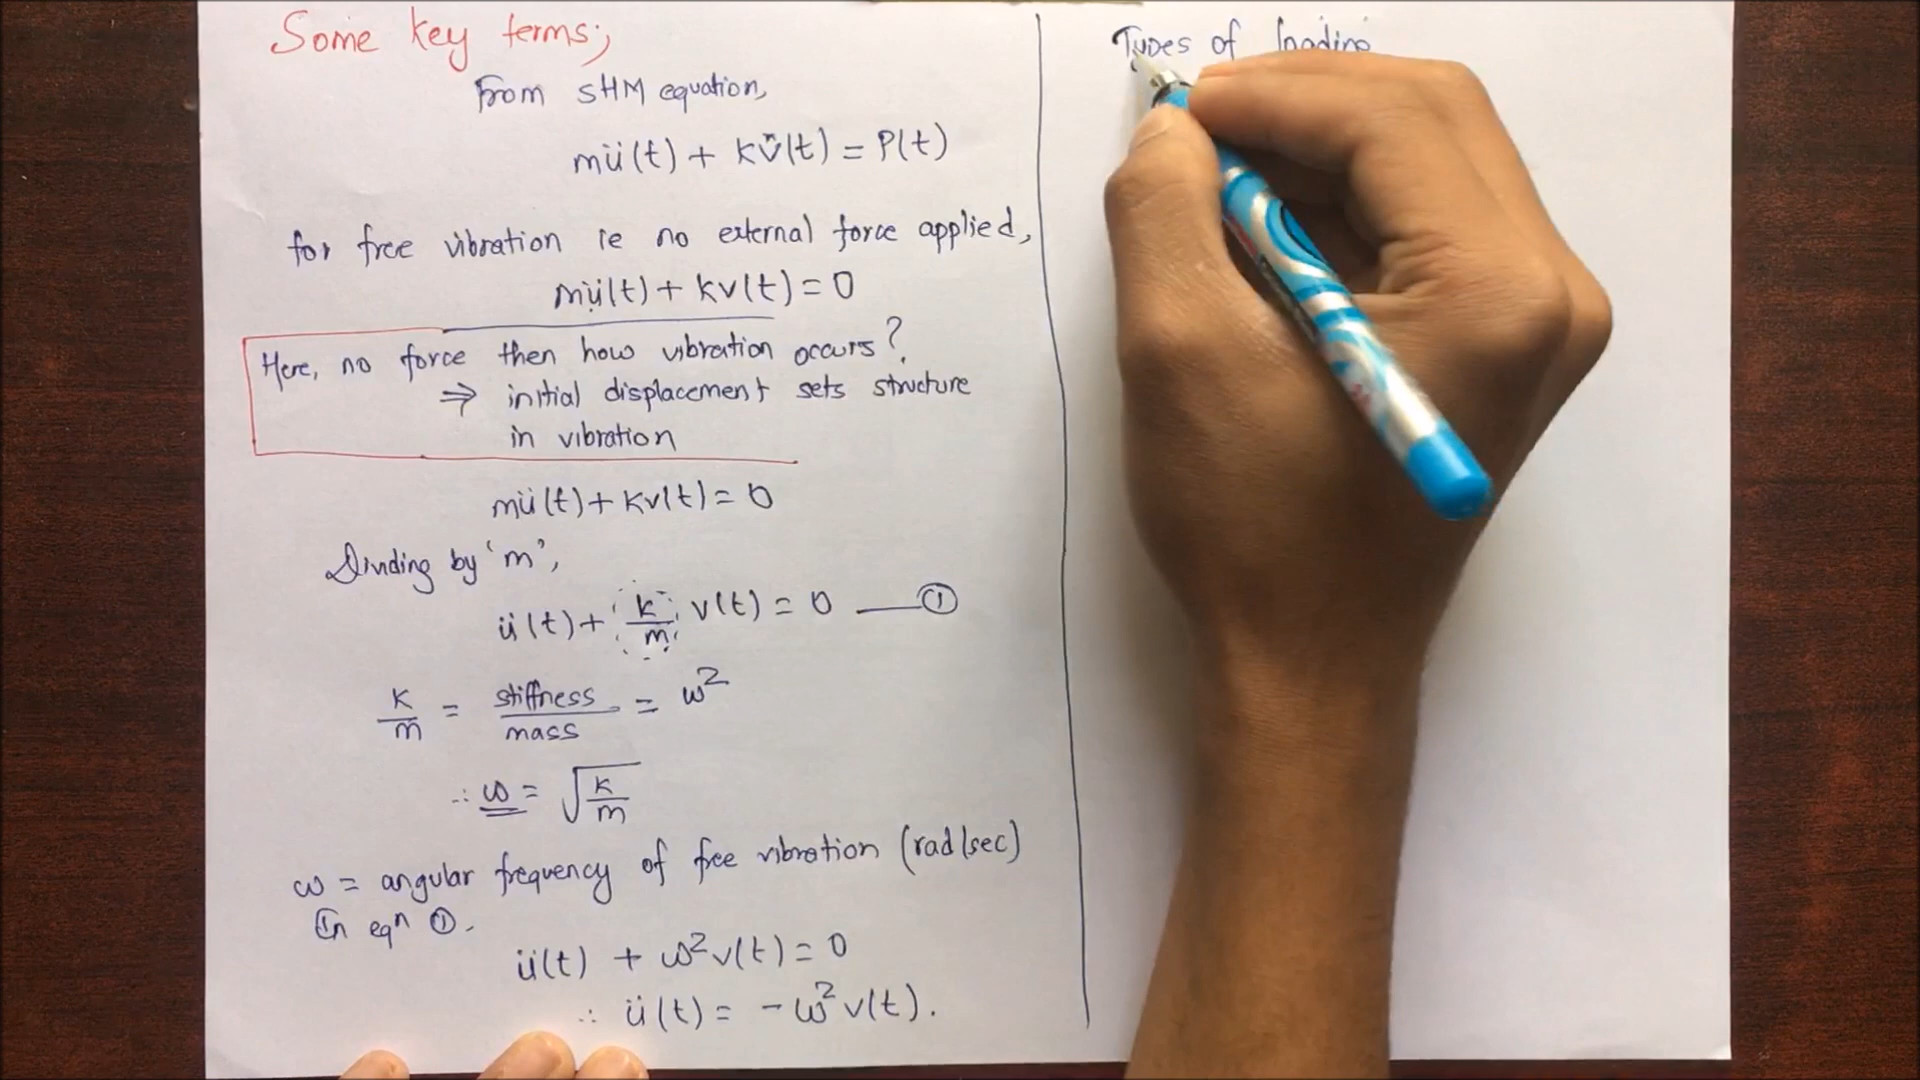 Some key terms;
From SHM equation,
mü(t) + kv̈(t) = P(t)
for free vibration ie no external force applied,
mü(t) + kv(t) = 0
Here, no force then how vibration occurs?
⇒ initial displacement sets structure
in vibration
mü(t) + kv(t) = 0
Dividing by 'm',
ü(t) + k/m v(t) = 0 —— ①
k/m = stiffness/mass = ω²
∴ ω = √(k/m)
ω = angular frequency of free vibration (rad/sec)
In eqn ①.
ü(t) + ω²v(t) = 0
∴ ü(t) = -ω²v(t).
Types of loading